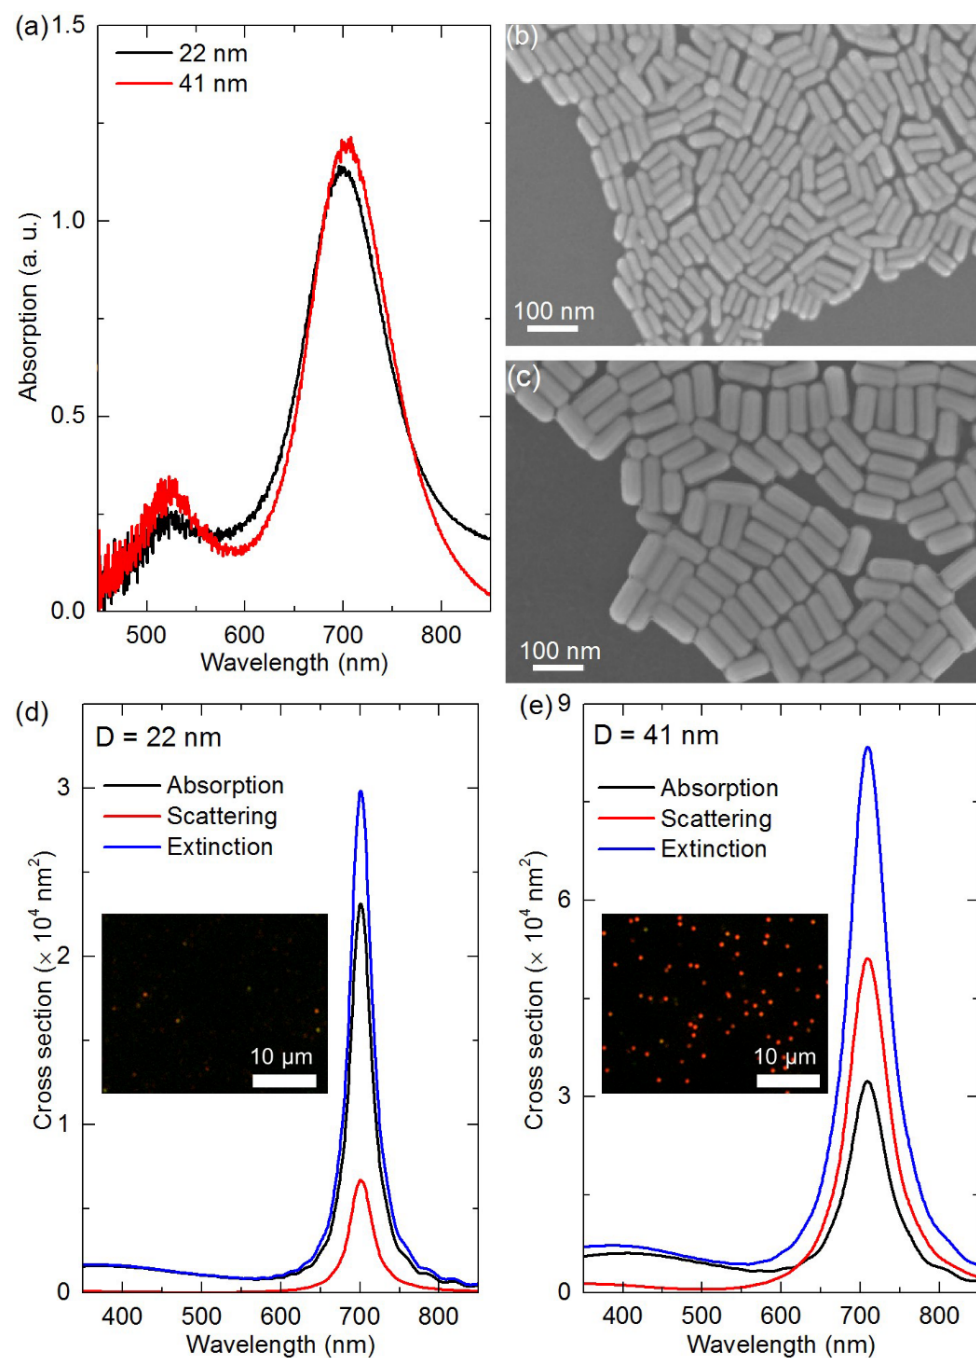 (a)
1.5
1.0
0.5
0.0
Absorption (a. u.)
22 nm
41 nm
500 600 700 800
Wavelength (nm)
(b)
100 nm
(c)
100 nm
(d)
D = 22 nm
Absorption
Scattering
Extinction
3
2
1
0
Cross section (× 10⁴ nm²)
10 µm
400 500 600 700 800
Wavelength (nm)
(e)
D = 41 nm
Absorption
Scattering
Extinction
9
6
3
0
Cross section (× 10⁴ nm²)
10 µm
400 500 600 700 800
Wavelength (nm)